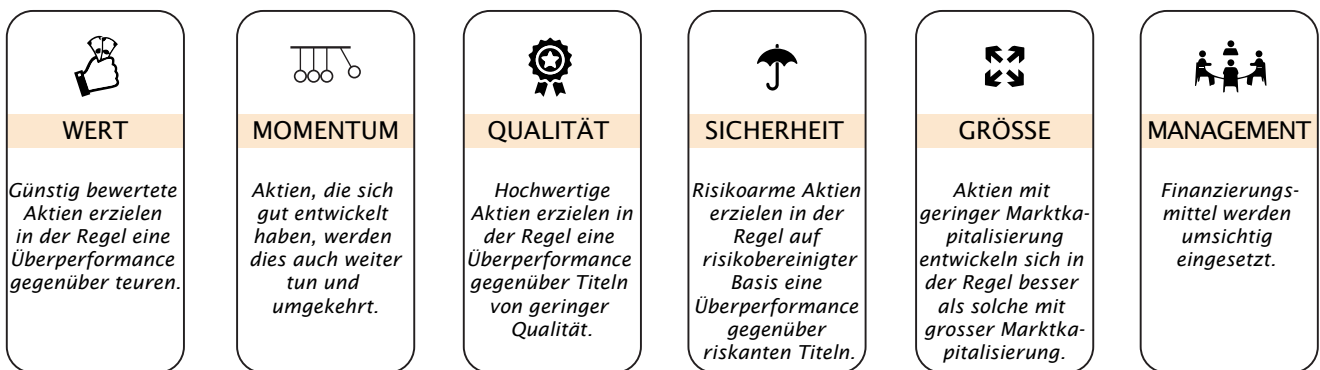 WERT
Günstig bewertete
Aktien erzielen
in der Regel eine
Überperformance
gegenüber teuren.
MOMENTUM
Aktien, die sich
gut entwickelt
haben, werden
dies auch weiter
tun und
umgekehrt.
QUALITÄT
Hochwertige
Aktien erzielen in
der Regel eine
Überperformance
gegenüber Titeln
von geringer
Qualität.
SICHERHEIT
Risikoarme Aktien
erzielen in der
Regel auf
risikobereinigter
Basis eine
Überperformance
gegenüber
riskanten Titeln.
GRÖSSE
Aktien mit
geringer Marktka-
pitalisierung
entwickeln sich in
der Regel besser
als solche mit
grosser Marktka-
pitalisierung.
MANAGEMENT
Finanzierungs-
mittel werden
umsichtig
eingesetzt.